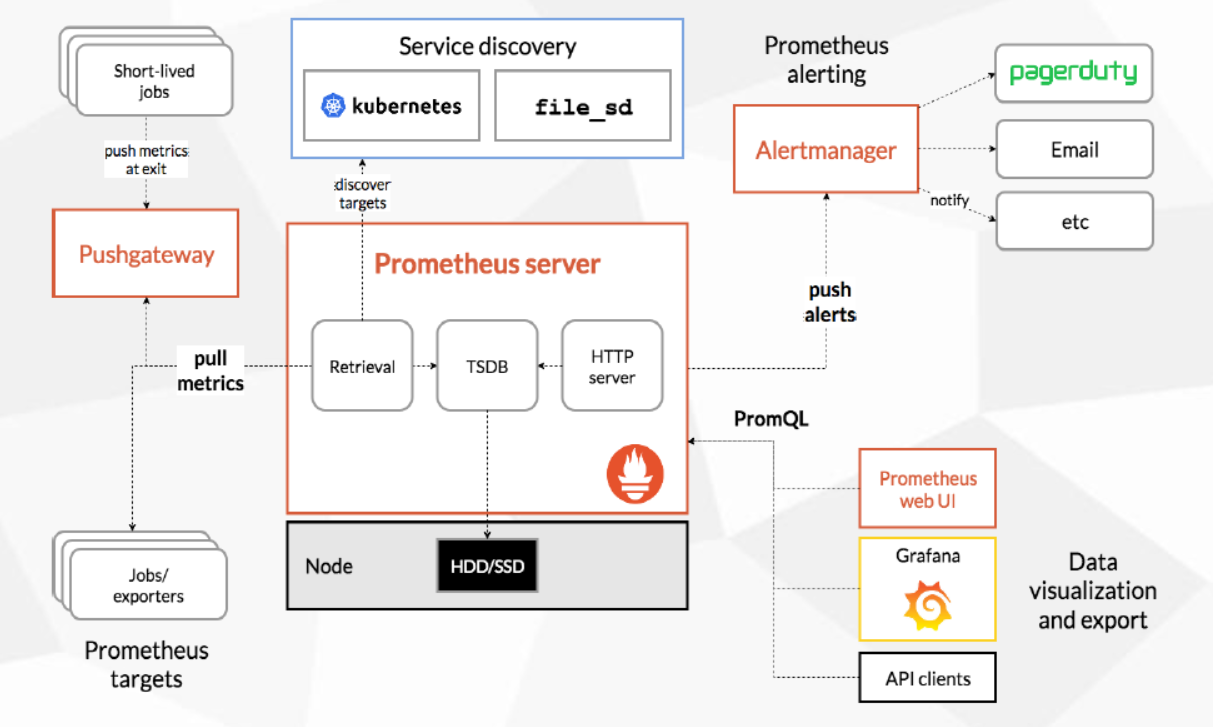 Short-lived
jobs
push metrics
at exit
Pushgateway
pull
metrics
Jobs/
exporters
Prometheus
targets
Service discovery
kubernetes
file_sd
discover
targets
Prometheus server
Retrieval
TSDB
HTTP
server
Node
HDD/SSD
Prometheus
alerting
Alertmanager
pagerduty
Email
notify
etc
push
alerts
PromQL
Prometheus
web UI
Grafana
API clients
Data
visualization
and export